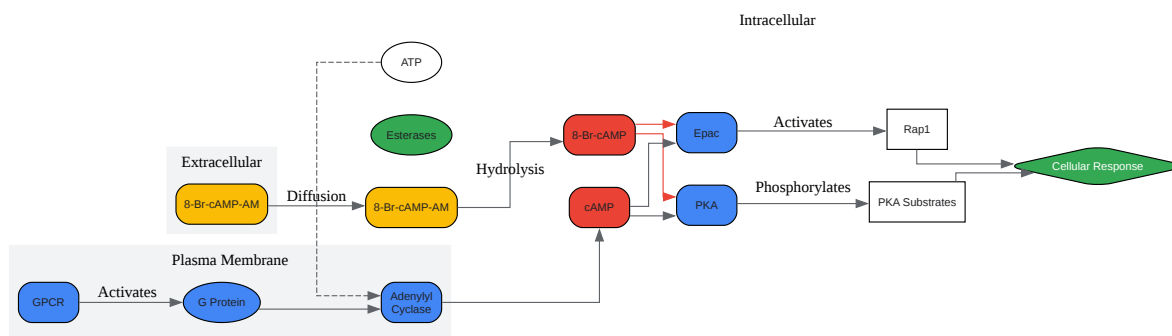 Intracellular
ATP
Esterases
8-Br-cAMP
Epac
Activates
Rap1
Extracellular
Hydrolysis
Cellular Response
8-Br-cAMP-AM
Diffusion
8-Br-cAMP-AM
cAMP
PKA
Phosphorylates
PKA Substrates
Plasma Membrane
GPCR
Activates
G Protein
Adenylyl
Cyclase